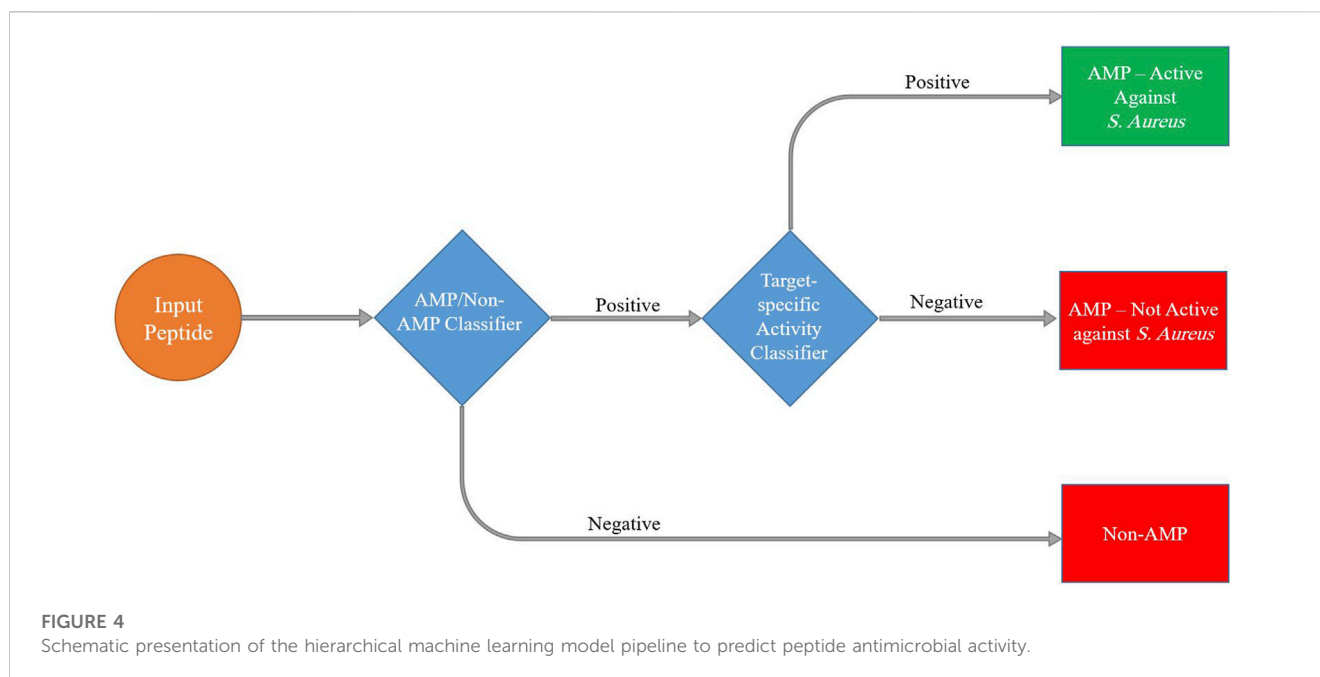 Positive
AMP – Active
Against
S. Aureus
Input
Peptide
AMP/Non-
AMP Classifier
Positive
Target-
specific
Activity
Classifier
Negative
AMP – Not Active
against S. Aureus
Negative
Non-AMP
FIGURE 4
Schematic presentation of the hierarchical machine learning model pipeline to predict peptide antimicrobial activity.